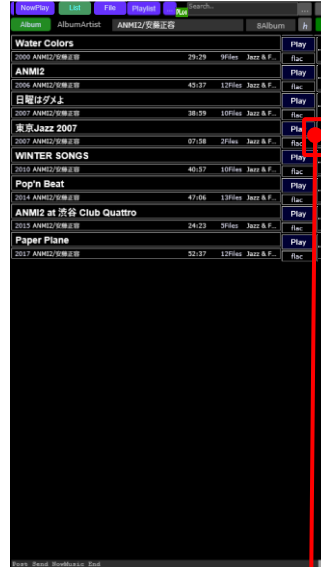 NowPlay List File Playlist PLus Search.. ...
Album AlbumArtist ANMI2/安藤正容 8Album h
Water Colors Play
2000 ANMI2/安藤正容 29:29 9Files Jazz & F... flac
ANMI2 Play
2006 ANMI2/安藤正容 45:37 12Files Jazz & F... flac
日曜はダメよ Play
2007 ANMI2/安藤正容 38:59 10Files Jazz & F... flac
東京Jazz 2007 Play
2007 ANMI2/安藤正容 07:58 2Files Jazz & F... flac
WINTER SONGS Play
2010 ANMI2/安藤正容 40:57 10Files Jazz & F... flac
Pop'n Beat Play
2014 ANMI2/安藤正容 47:06 13Files Jazz & F... flac
ANMI2 at 渋谷 Club Quattro Play
2015 ANMI2/安藤正容 24:23 5Files Jazz & F... flac
Paper Plane Play
2017 ANMI2/安藤正容 52:37 12Files Jazz & F... flac
Post Send NowMusic End